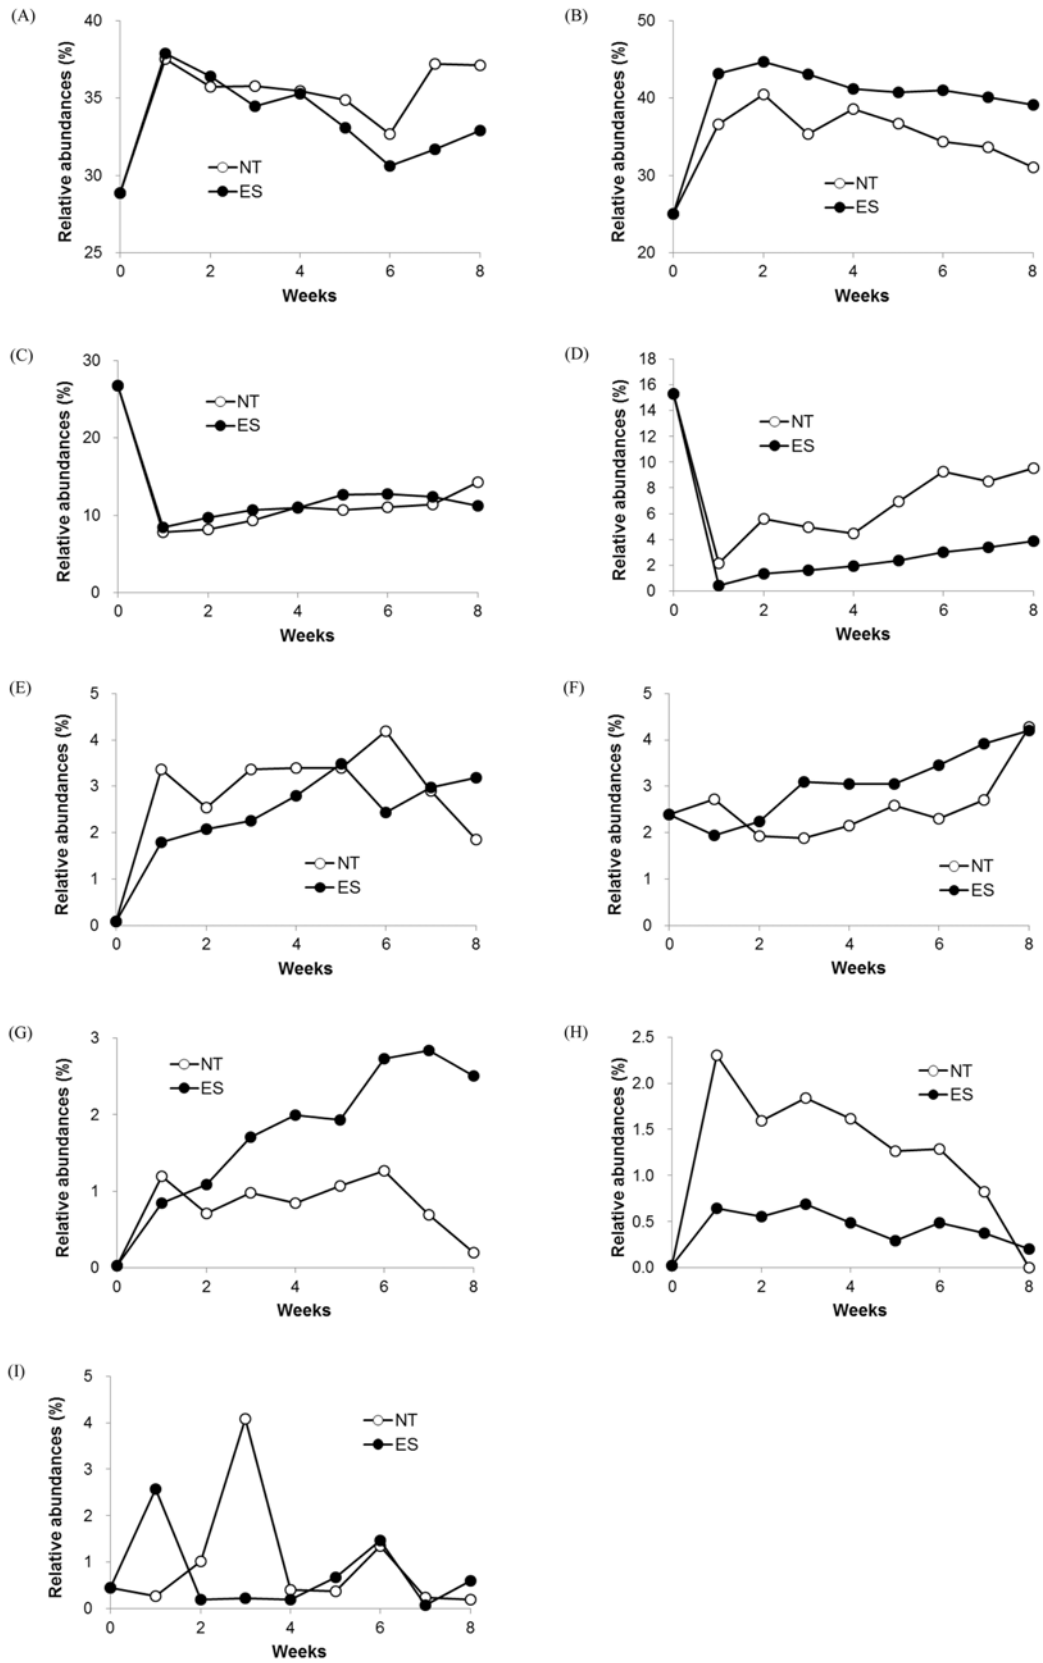 (A)
Relative abundances (%)
40
35
30
25
NT
ES
0 2 4 6 8
Weeks
(B)
Relative abundances (%)
50
40
30
20
NT
ES
0 2 4 6 8
Weeks
(C)
Relative abundances (%)
30
20
10
0
NT
ES
0 2 4 6 8
Weeks
(D)
Relative abundances (%)
18
16
14
12
10
8
6
4
2
0
NT
ES
0 2 4 6 8
Weeks
(E)
Relative abundances (%)
5
4
3
2
1
0
NT
ES
0 2 4 6 8
Weeks
(F)
Relative abundances (%)
5
4
3
2
1
0
NT
ES
0 2 4 6 8
Weeks
(G)
Relative abundances (%)
3
2
1
0
NT
ES
0 2 4 6 8
Weeks
(H)
Relative abundances (%)
2.5
2.0
1.5
1.0
0.5
0.0
NT
ES
0 2 4 6 8
Weeks
(I)
Relative abundances (%)
5
4
3
2
1
0
NT
ES
0 2 4 6 8
Weeks